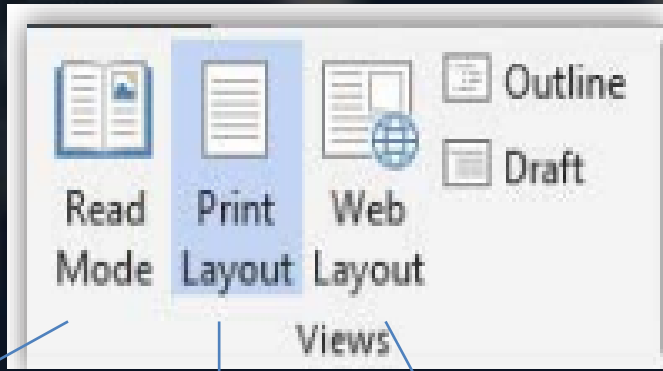 Read Mode
Print Layout
Web Layout
Outline
Draft
Views